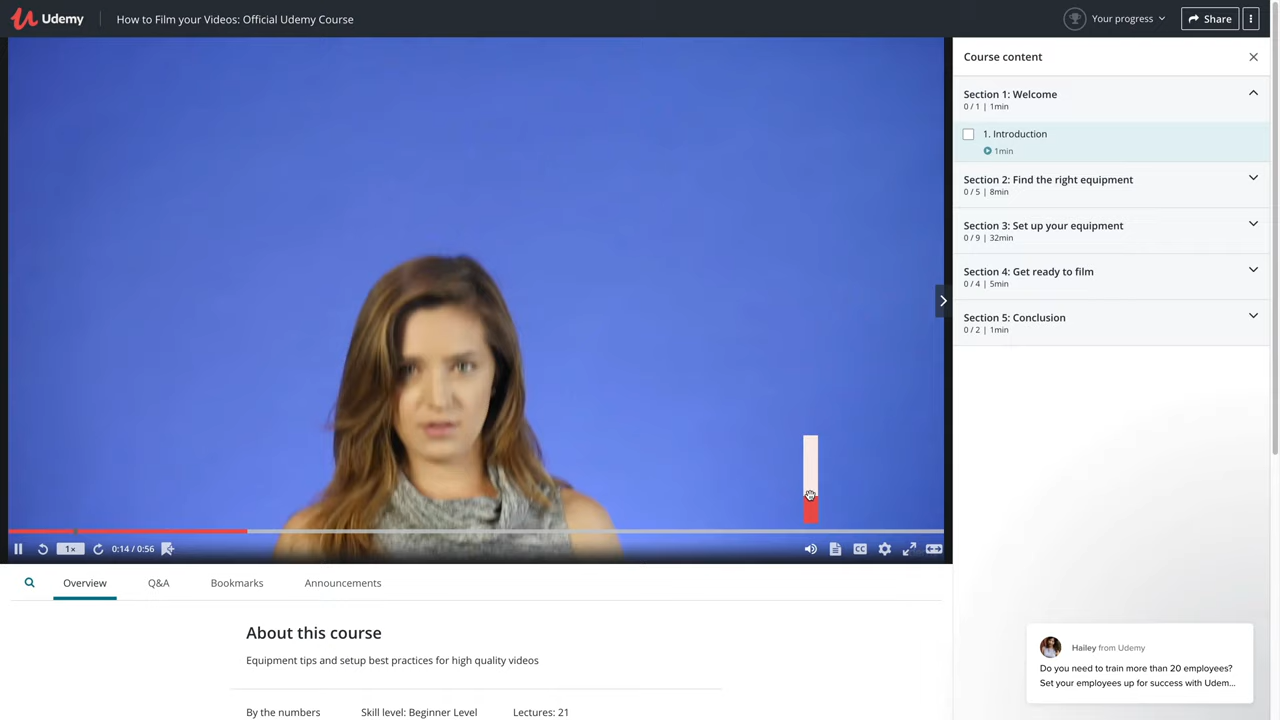 Udemy
How to Film your Videos: Official Udemy Course
Your progress
Share
Course content
Section 1: Welcome
0 / 1 | 1min
1. Introduction
1min
Section 2: Find the right equipment
0 / 5 | 8min
Section 3: Set up your equipment
0 / 9 | 32min
Section 4: Get ready to film
0 / 4 | 5min
Section 5: Conclusion
0 / 2 | 1min
1×
0:14 / 0:56
CC
Overview
Q&A
Bookmarks
Announcements
About this course
Equipment tips and setup best practices for high quality videos
By the numbers
Skill level: Beginner Level
Lectures: 21
Hailey from Udemy
Do you need to train more than 20 employees?
Set your employees up for success with Udem...